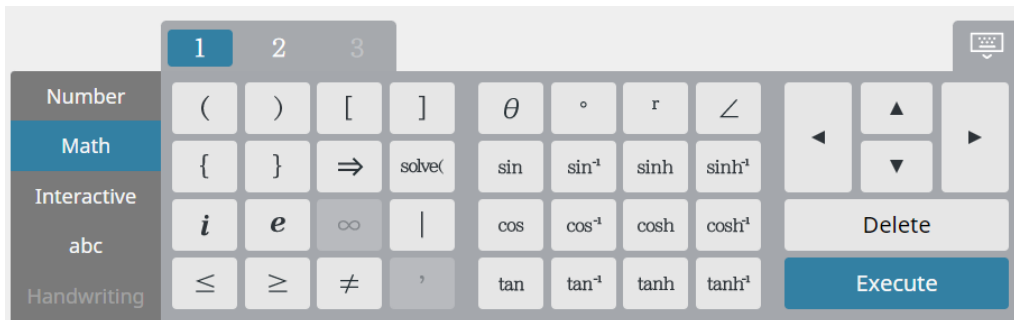 1 2 3
Number
Math
Interactive
abc
Handwriting
( ) [ ] θ ° r ∠
{ } ⇒ solve( sin sin⁻¹ sinh sinh⁻¹
i e ∞ | cos cos⁻¹ cosh cosh⁻¹
≤ ≥ ≠ ’ tan tan⁻¹ tanh tanh⁻¹
◀ ▲ ▶
▼
Delete
Execute